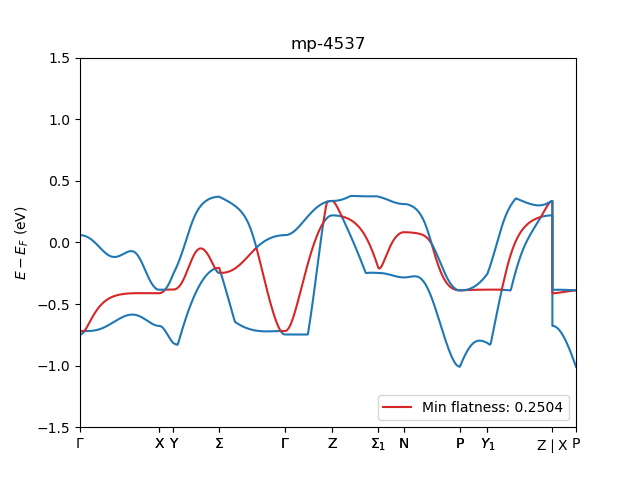 mp-4537
E − E_F (eV)
1.5
1.0
0.5
0.0
−0.5
−1.0
−1.5
Min flatness: 0.2504
Γ X Y Σ Γ Z Σ₁ N P Y₁ Z | X P